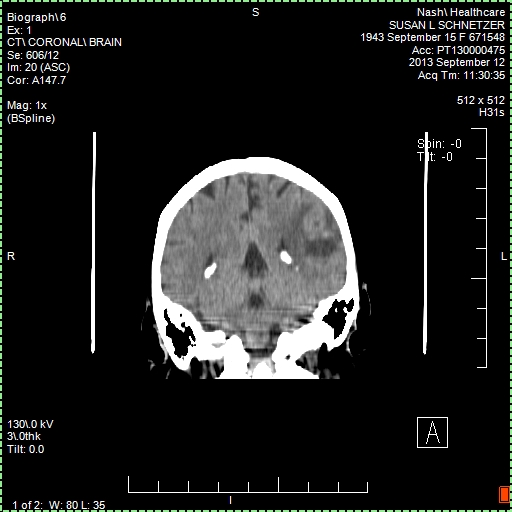 S
Biograph\ 6
Ex: 1
CT\ CORONAL\ BRAIN
Se: 606/12
Im: 20 (ASC)
Cor: A147.7
Mag: 1x
(BSpline)
Nash\ Healthcare
SUSAN L SCHNETZER
1943 September 15 F 671548
Acc: PT130000475
2013 September 12
Acq Tm: 11:30:35
512 x 512
H31s
Spin: -0
Tilt: -0
R
L
130\.0 kV
3\.0thk
Tilt: 0.0
A
1 of 2: W: 80 L: 35
I